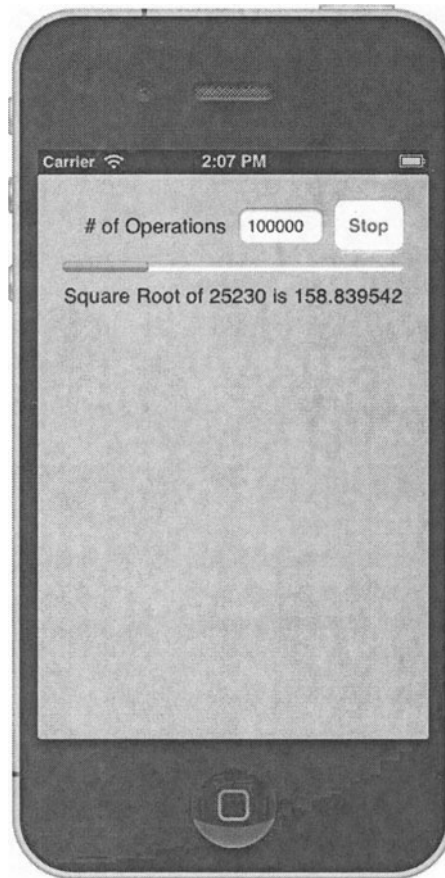 Carrier 2:07 PM
# of Operations 100000 Stop
Square Root of 25230 is 158.839542